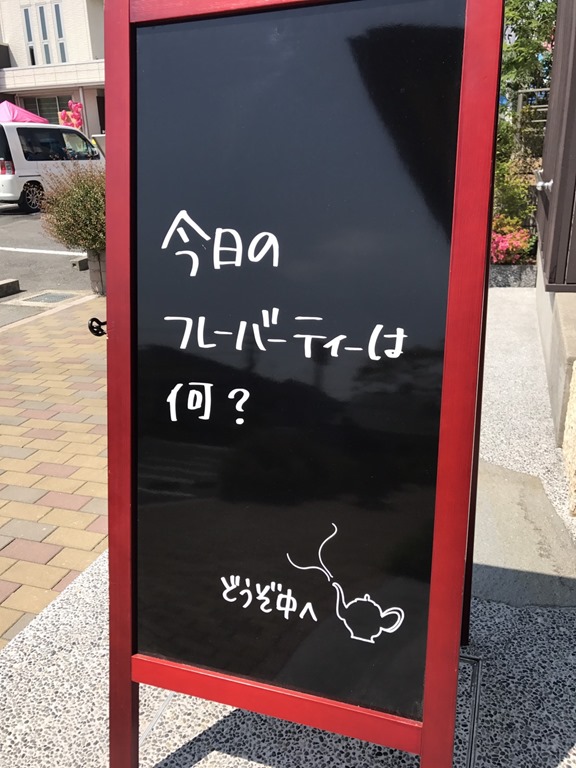 今日の
フレーバーティーは
何？
どうぞ中へ